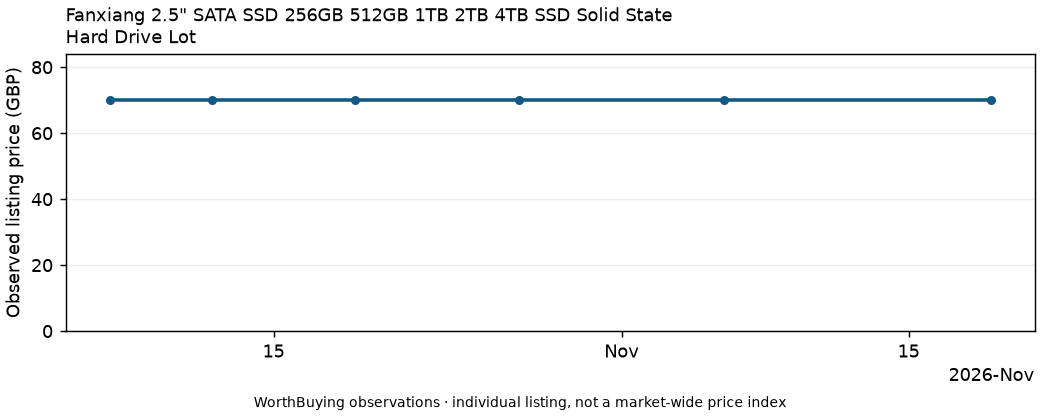 Fanxiang 2.5" SATA SSD 256GB 512GB 1TB 2TB 4TB SSD Solid State
Hard Drive Lot
Observed listing price (GBP)
80
60
40
20
0
15
Nov
15
2026-Nov
WorthBuying observations · individual listing, not a market-wide price index